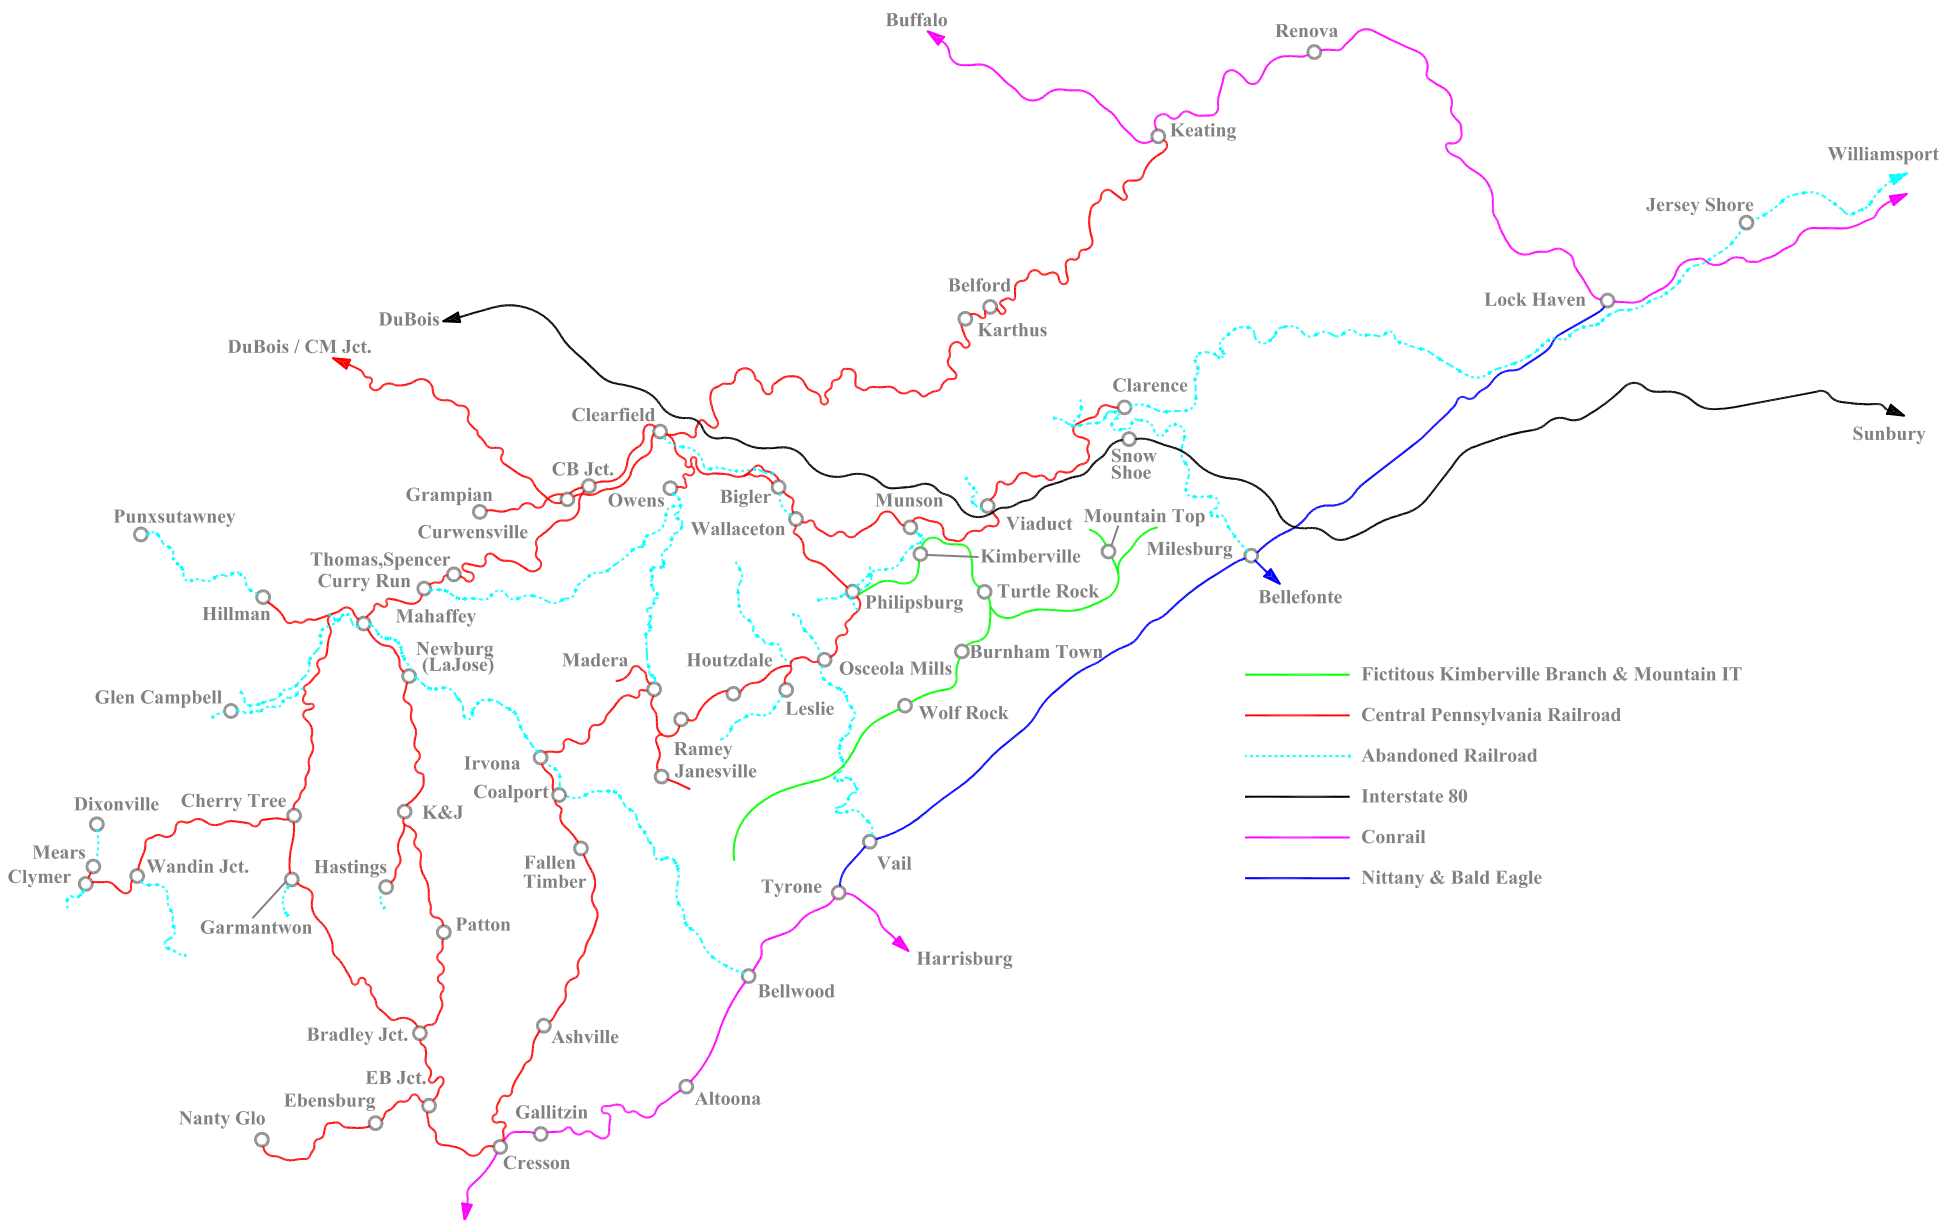 Buffalo
Renova
Keating
Williamsport
Jersey Shore
Belford
Lock Haven
DuBois
Karthus
DuBois / CM Jct.
Clarence
Clearfield
Sunbury
Snow
Shoe
CB Jct.
Grampian
Owens
Bigler
Munson
Punxsutawney
Curwensville
Wallaceton
Viaduct
Mountain Top
Milesburg
Thomas,Spencer
Kimberville
Curry Run
Turtle Rock
Bellefonte
Hillman
Mahaffey
Philipsburg
Newburg
(LaJose)
Madera
Houtzdale
Osceola Mills
Burnham Town
Fictitous Kimberville Branch & Mountain IT
Glen Campbell
Leslie
Wolf Rock
Central Pennsylvania Railroad
Ramey
Irvona
Janesville
Abandoned Railroad
Coalport
Interstate 80
Dixonville
Cherry Tree
K&J
Conrail
Mears
Wandin Jct.
Hastings
Fallen
Timber
Vail
Clymer
Tyrone
Nittany & Bald Eagle
Garmantwon
Patton
Harrisburg
Bellwood
Bradley Jct.
Ashville
EB Jct.
Ebensburg
Altoona
Nanty Glo
Gallitzin
Cresson